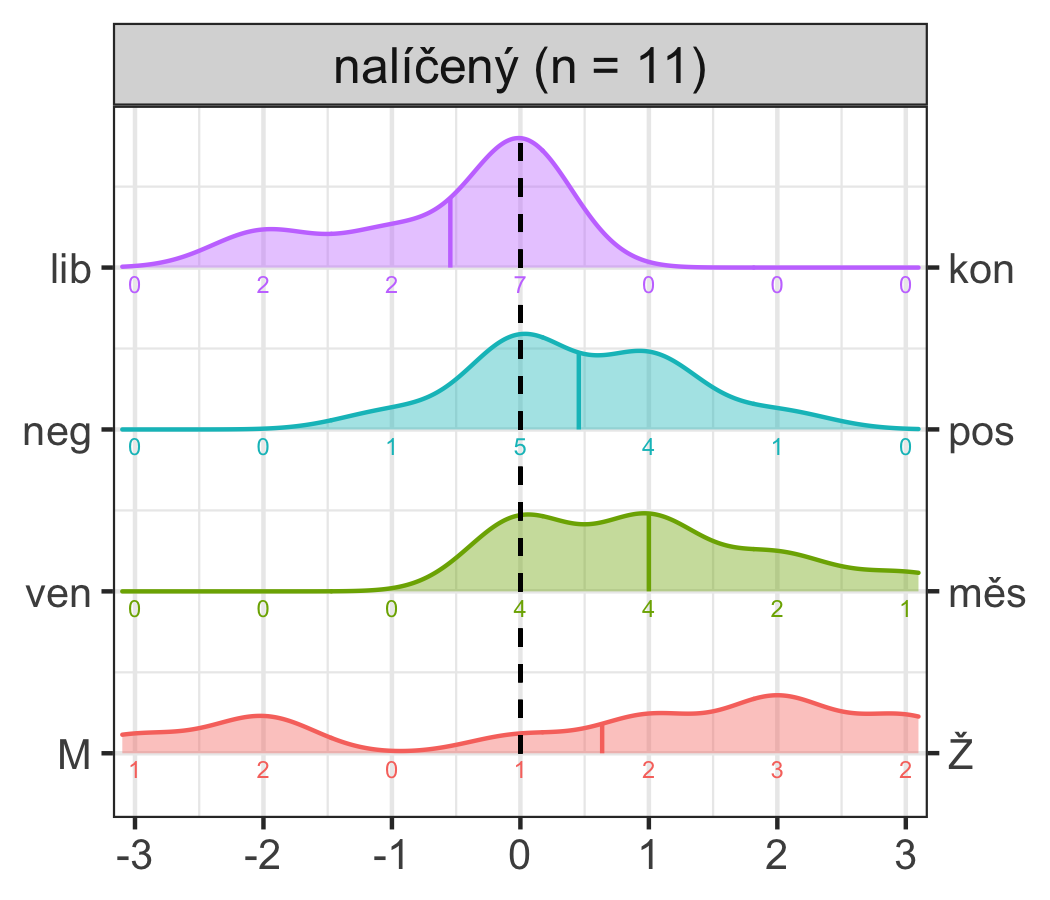 nalíčený (n = 11)
lib kon
0 2 2 7 0 0 0
neg pos
0 0 1 5 4 1 0
ven měs
0 0 0 4 4 2 1
M Ž
1 2 0 1 2 3 2
-3 -2 -1 0 1 2 3